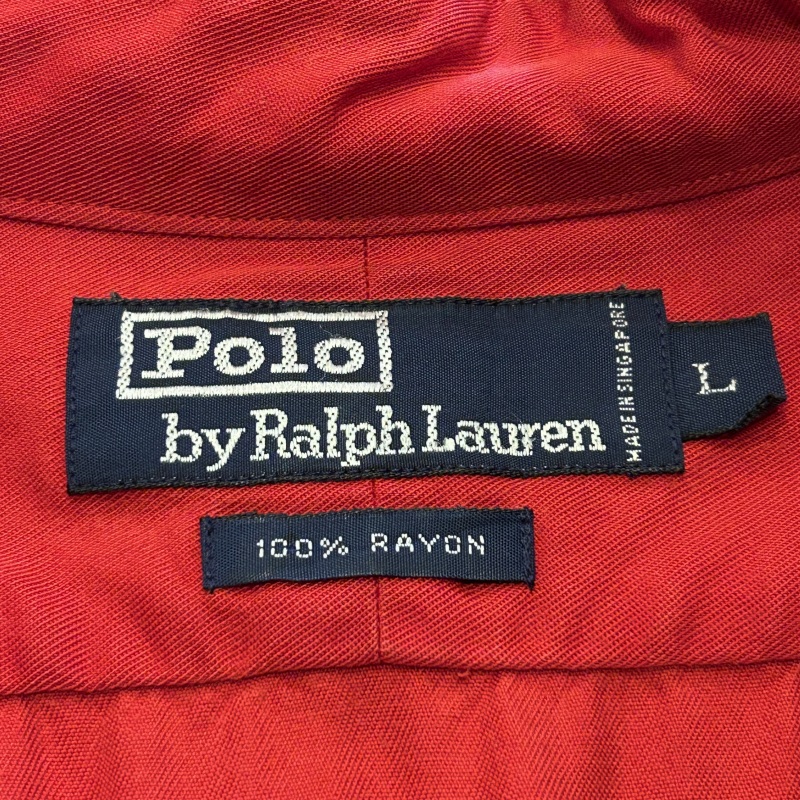 Polo
by Ralph Lauren
MADE IN SINGAPORE
L
100% RAYON